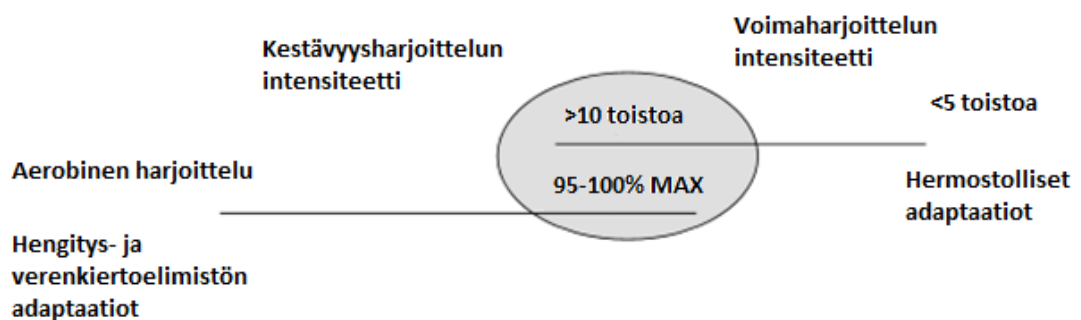 Kestävyysharjoittelun
intensiteetti
Voimaharjoittelun
intensiteetti
>10 toistoa
<5 toistoa
Aerobinen harjoittelu
95-100% MAX
Hermostolliset
adaptaatiot
Hengitys- ja
verenkiertoelimistön
adaptaatiot